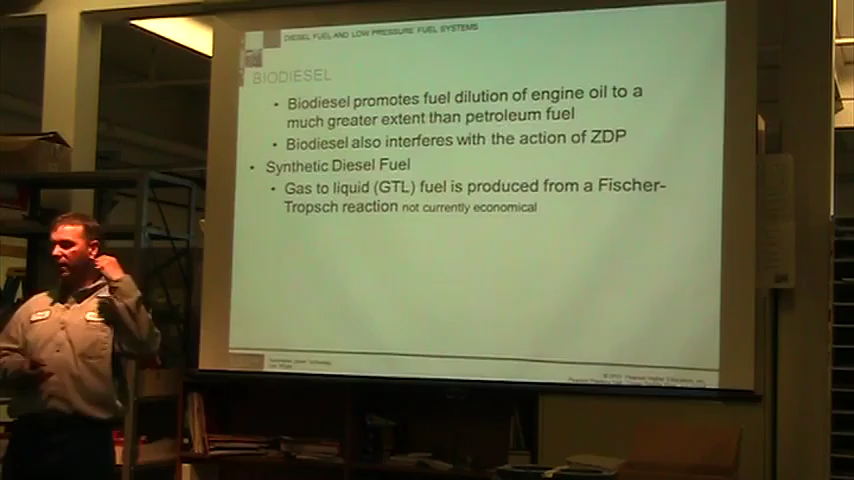 DIESEL FUEL AND LOW PRESSURE FUEL SYSTEMS
BIODIESEL
• Biodiesel promotes fuel dilution of engine oil to a
much greater extent than petroleum fuel
• Biodiesel also interferes with the action of ZDP
• Synthetic Diesel Fuel
• Gas to liquid (GTL) fuel is produced from a Fischer-
Tropsch reaction not currently economical